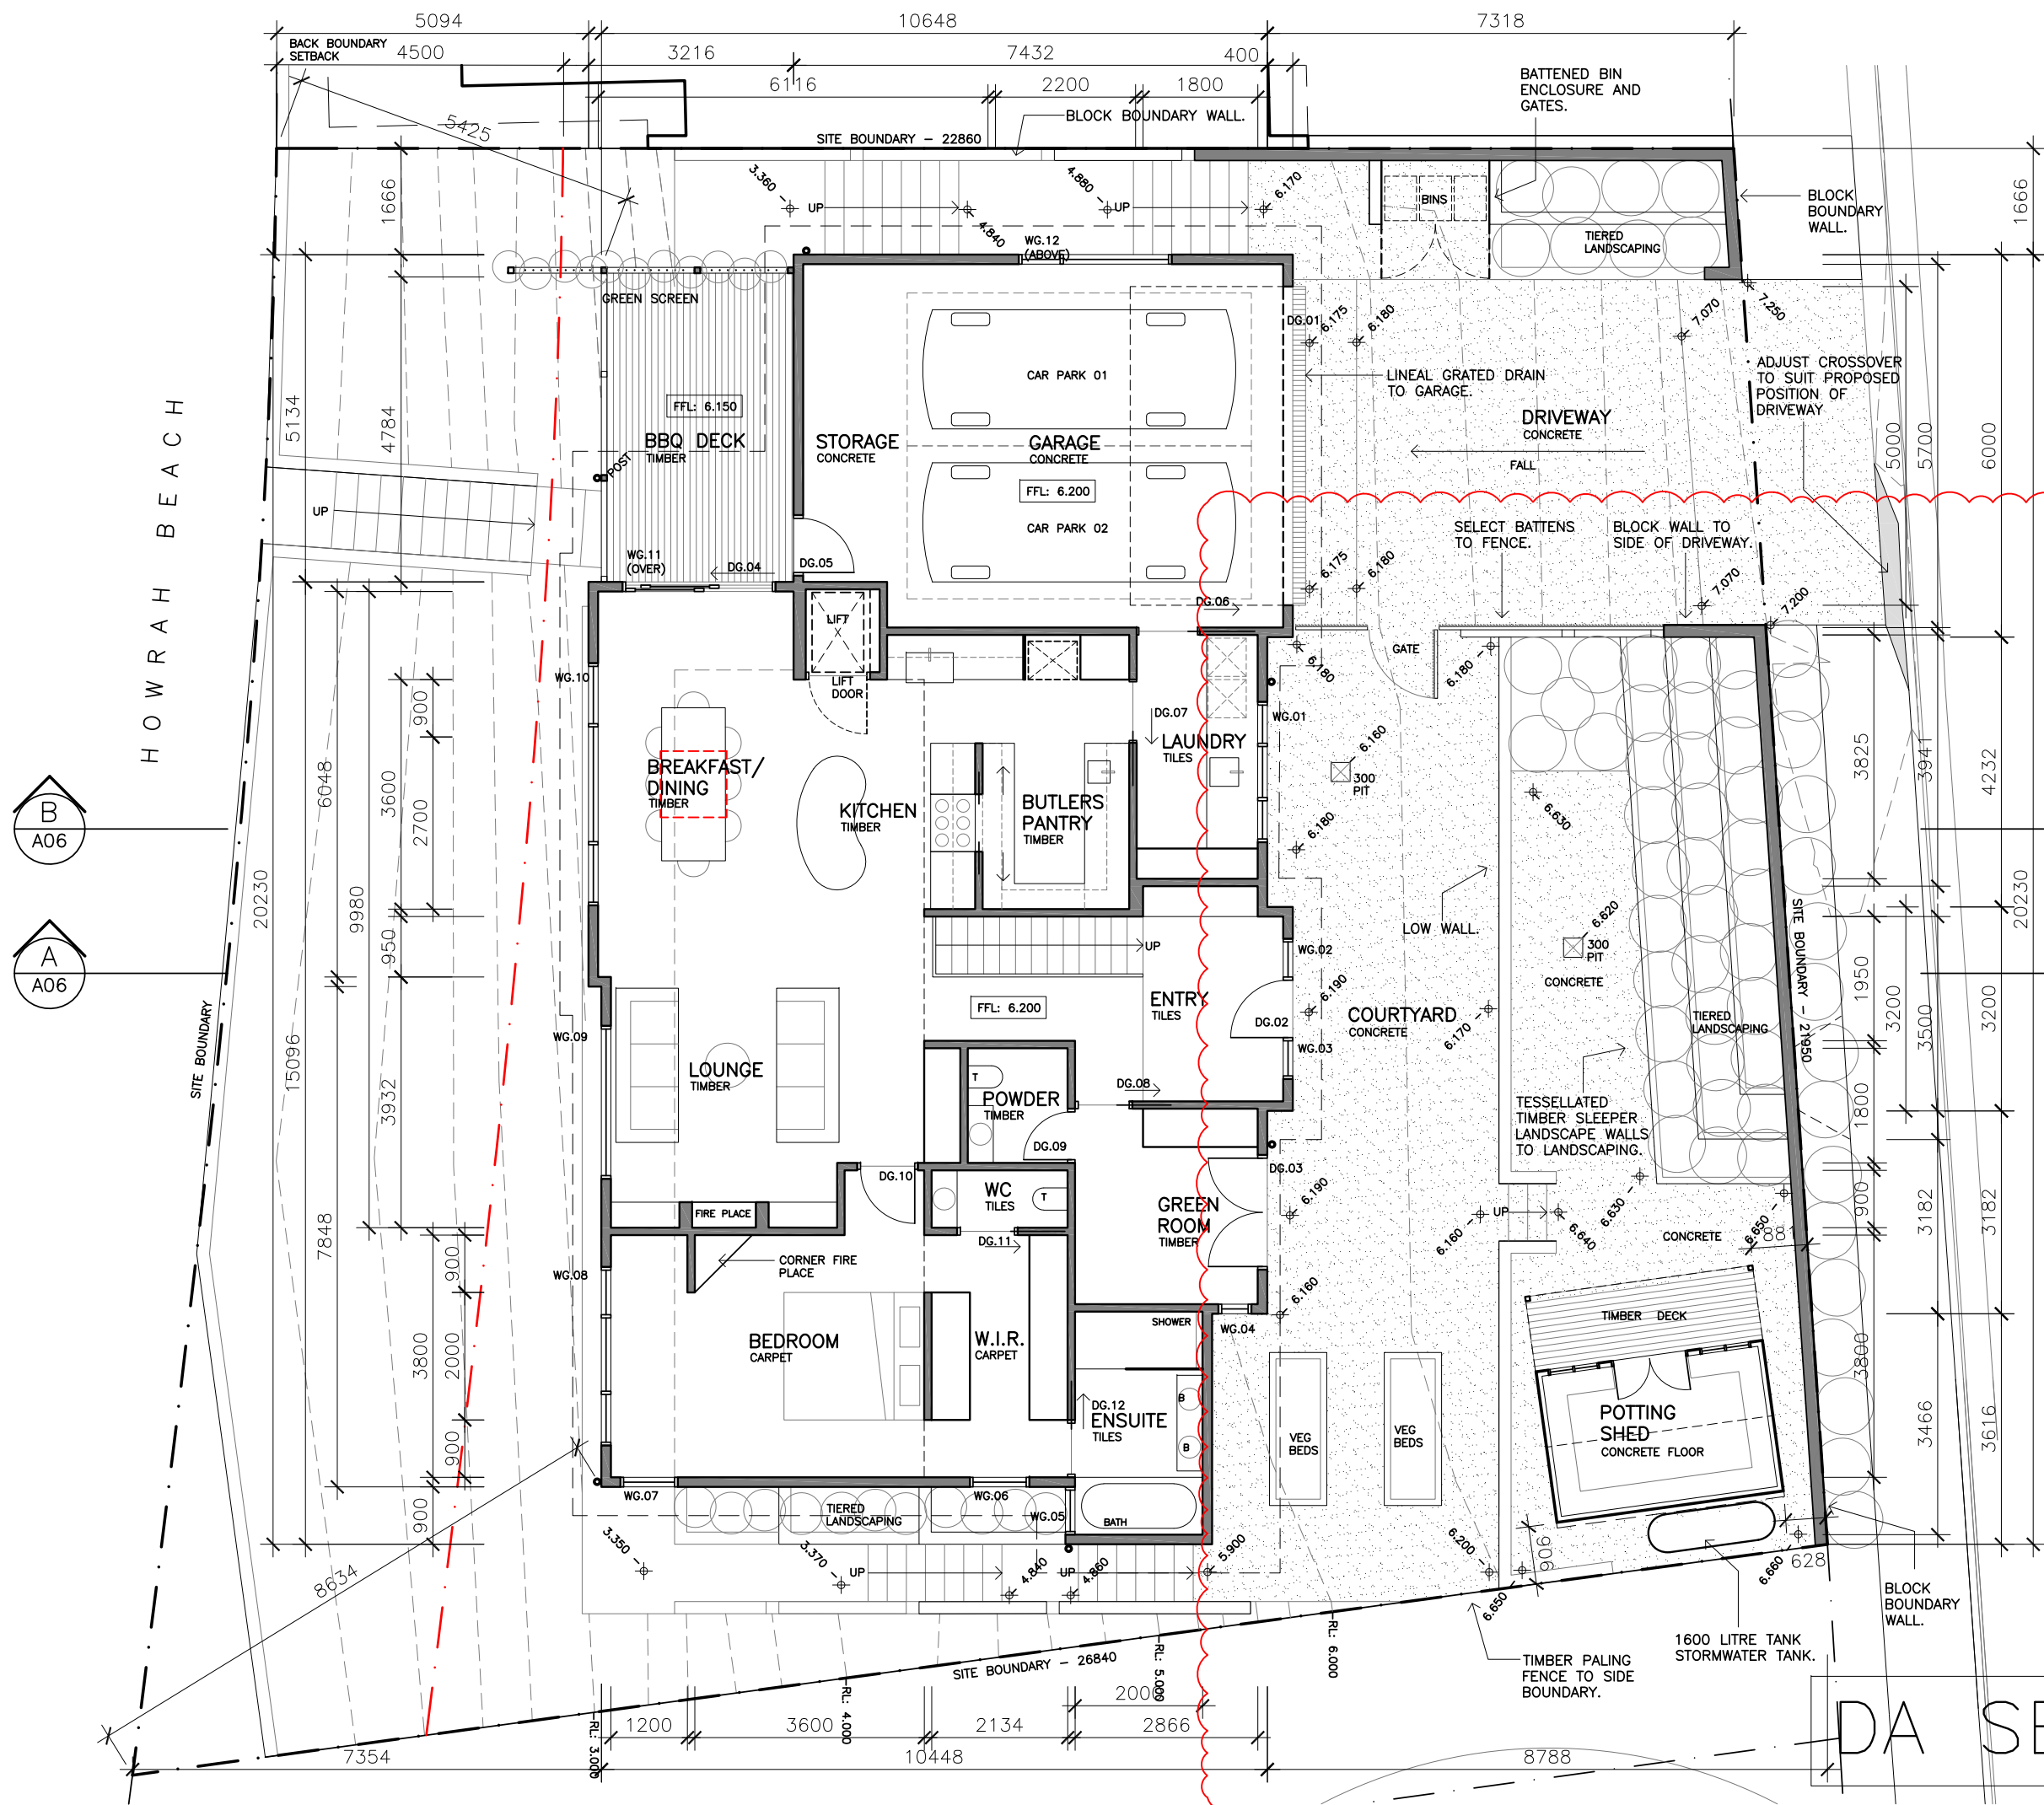 5094
10648
7318
BACK BOUNDARY
SETBACK
4500
3216
7432
400
6116
2200
1800
BATTENED BIN
ENCLOSURE AND
GATES.
5425
BLOCK BOUNDARY WALL.
SITE BOUNDARY - 22860
1666
3.360
UP
4.840
4.880
UP
6.170
BINS
TIERED
LANDSCAPING
BLOCK
BOUNDARY
WALL.
1666
WG.12
(ABOVE)
GREEN SCREEN
7.070
7.250
DG.01
6.175
6.180
CAR PARK 01
LINEAL GRATED DRAIN
TO GARAGE.
ADJUST CROSSOVER
TO SUIT PROPOSED
POSITION OF
DRIVEWAY
5134
4784
FFL: 6.150
BBQ DECK
TIMBER
POST
STORAGE
CONCRETE
GARAGE
CONCRETE
FFL: 6.200
CAR PARK 02
DRIVEWAY
CONCRETE
FALL
5000
5700
6000
HOWRAH BEACH
UP
SELECT BATTENS
TO FENCE.
BLOCK WALL TO
SIDE OF DRIVEWAY.
WG.11
(OVER)
DG.04
DG.05
DG.06
6.175
6.180
7.070
7.200
LIFT
LIFT
DOOR
GATE
6.180
6.180
WG.10
DG.07
WG.01
LAUNDRY
TILES
6.160
300
PIT
BREAKFAST/
DINING
TIMBER
KITCHEN
TIMBER
BUTLERS
PANTRY
TIMBER
6.630
6.180
900
3600
2700
6048
9980
950
20230
3825
3941
4232
20230
B
A06
A
A06
LOW WALL.
6.620
300
PIT
CONCRETE
SITE BOUNDARY - 21950
UP
WG.02
FFL: 6.200
ENTRY
TILES
DG.02
6.190
COURTYARD
CONCRETE
6.170
TIERED
LANDSCAPING
1950
3200
3500
3200
WG.09
WG.03
SITE BOUNDARY
15096
3932
LOUNGE
TIMBER
T
POWDER
TIMBER
DG.08
DG.09
TESSELLATED
TIMBER SLEEPER
LANDSCAPE WALLS
TO LANDSCAPING.
1800
DG.10
DG.03
WC
TILES
T
GREEN
ROOM
TIMBER
6.190
UP
6.160
6.640
6.630
6.650
CONCRETE
900
3182
3182
7848
FIRE PLACE
DG.11
CORNER FIRE
PLACE
WG.08
900
3800
2000
900
900
BEDROOM
CARPET
W.I.R.
CARPET
SHOWER
WG.04
6.160
TIMBER DECK
DG.12
ENSUITE
TILES
B
B
VEG
BEDS
VEG
BEDS
POTTING
SHED
CONCRETE FLOOR
3800
3466
3616
WG.07
WG.06
WG.05
BATH
TIERED
LANDSCAPING
3.350
3.370
UP
4.840
UP
4.860
5.900
6.200
6.650
906
6.660
628
8634
BLOCK
BOUNDARY
WALL.
1600 LITRE TANK
STORMWATER TANK.
TIMBER PALING
FENCE TO SIDE
BOUNDARY.
SITE BOUNDARY - 26840
RL: 3.000
RL: 4.000
RL: 5.000
RL: 6.000
2000
1200
3600
2134
2866
7354
10448
8788
DA SE